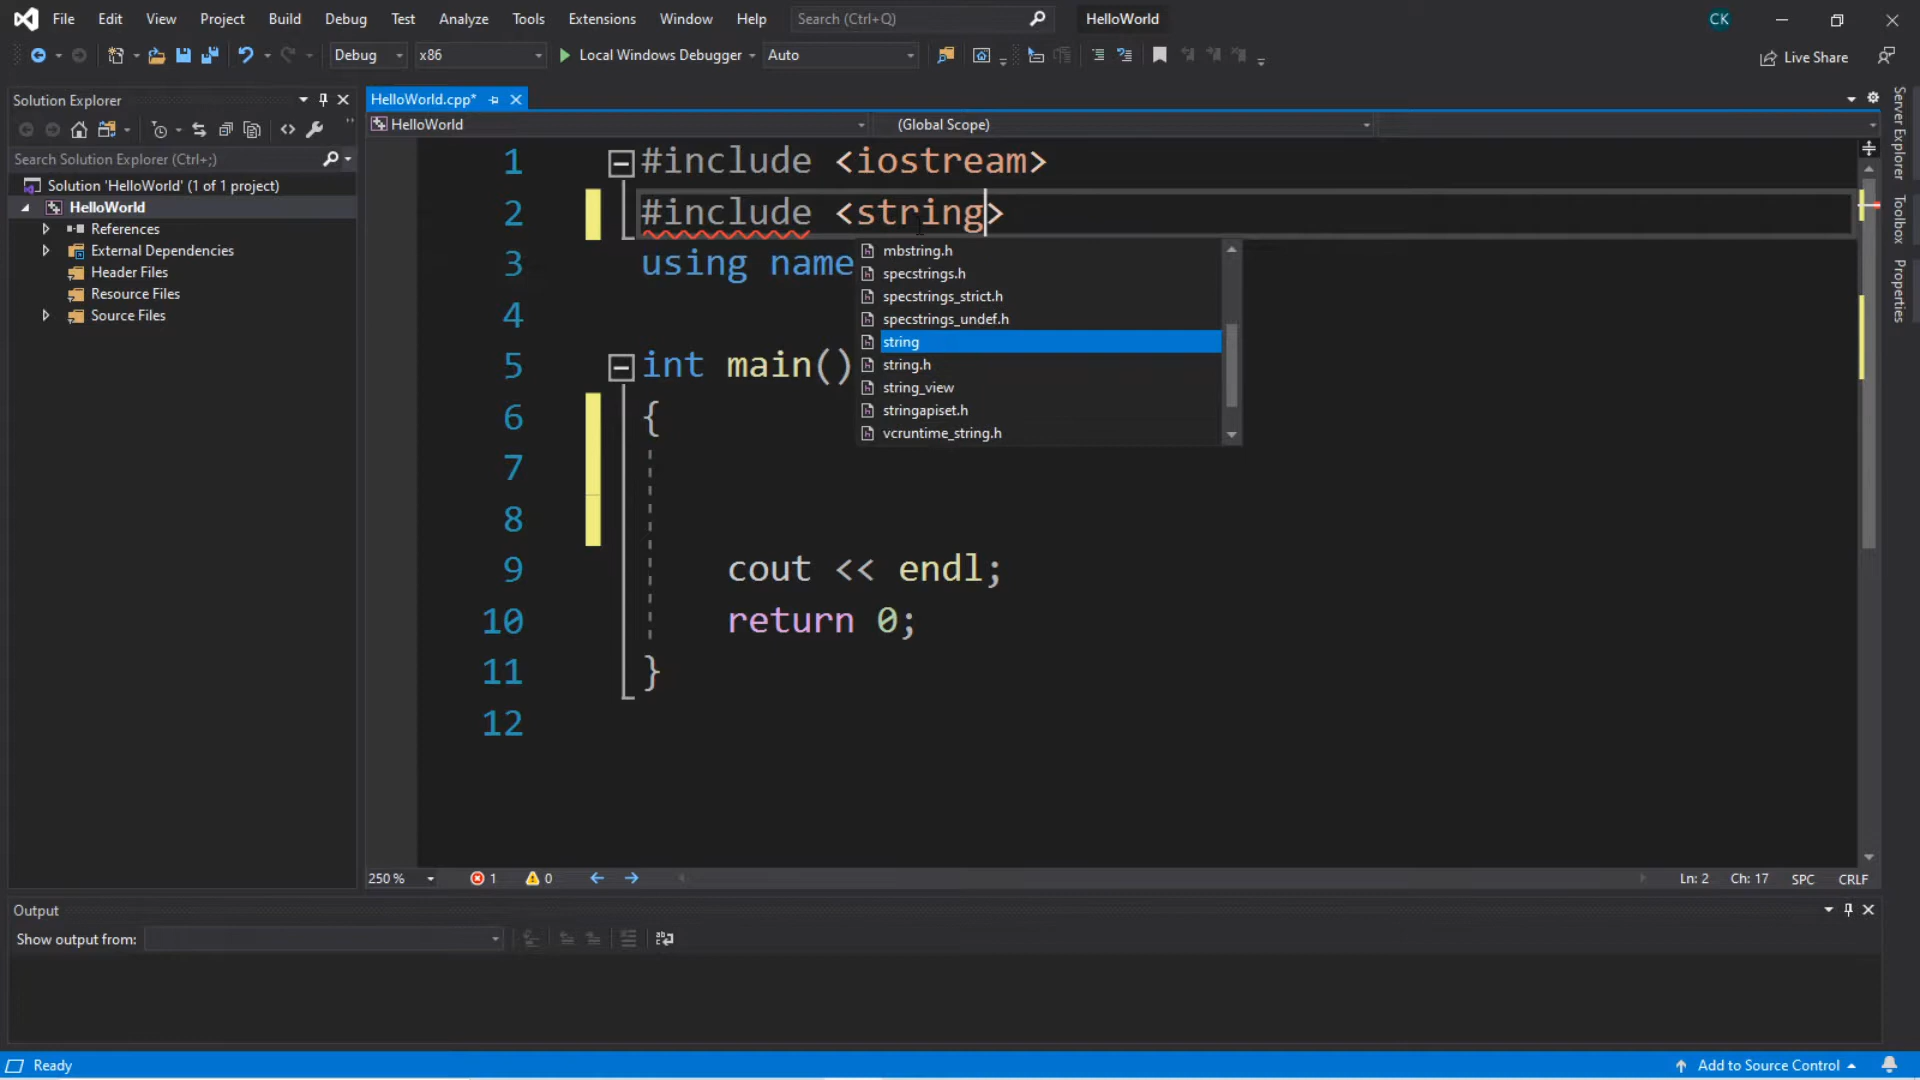 File Edit View Project Build Debug Test Analyze Tools Extensions Window Help Search (Ctrl+Q) HelloWorld CK
Debug x86 Local Windows Debugger Auto Live Share
Solution Explorer
Search Solution Explorer (Ctrl+;)
Solution 'HelloWorld' (1 of 1 project)
HelloWorld
References
External Dependencies
Header Files
Resource Files
Source Files
HelloWorld.cpp*
HelloWorld (Global Scope)
1 #include <iostream>
2 #include <string>
3 using name
4
5 int main()
6 {
7
8
9 cout << endl;
10 return 0;
11 }
12
mbstring.h
specstrings.h
specstrings_strict.h
specstrings_undef.h
string
string.h
string_view
stringapiset.h
vcruntime_string.h
250 % 1 0 Ln: 2 Ch: 17 SPC CRLF
Server Explorer
Toolbox
Properties
Output
Show output from:
Ready Add to Source Control